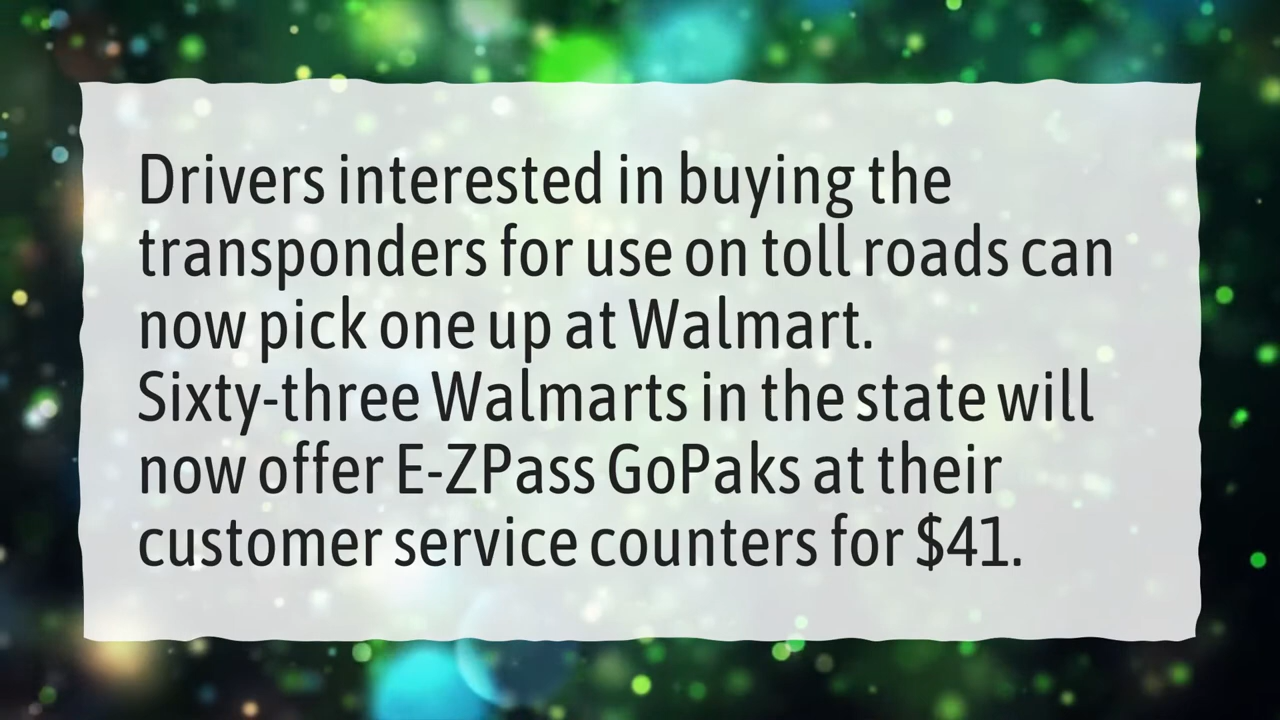 Drivers interested in buying the
transponders for use on toll roads can
now pick one up at Walmart.
Sixty-three Walmarts in the state will
now offer E-ZPass GoPaks at their
customer service counters for $41.